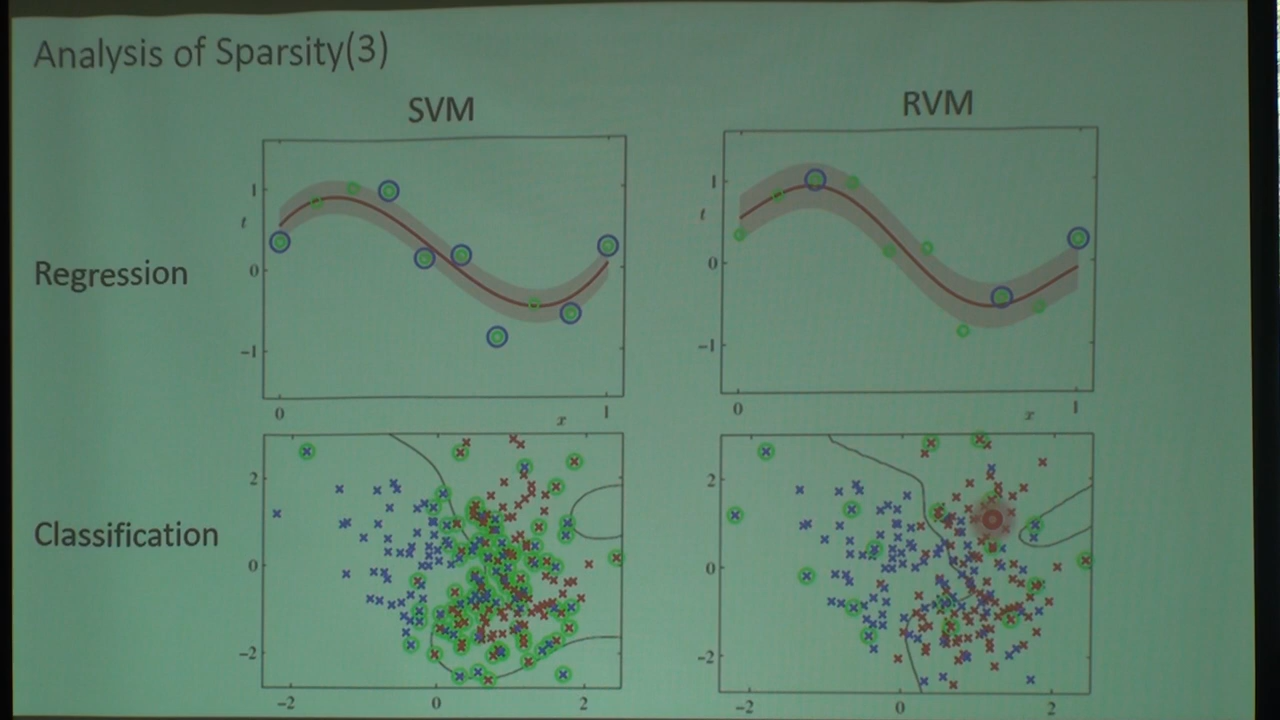 Analysis of Sparsity(3)
SVM
RVM
Regression
1
t
0
−1
0
x
1
1
t
0
−1
0
x
1
Classification
2
0
−2
−2
0
2
2
0
−2
−2
0
2